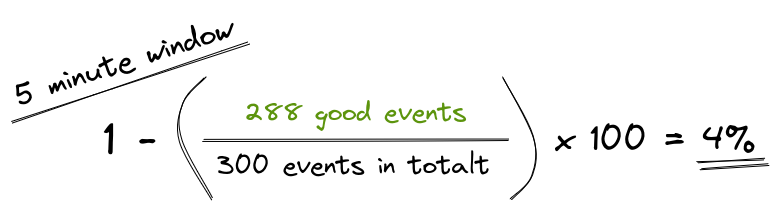 5 minute window
288 good events
1 - ( ) x 100 = 4%
300 events in totalt